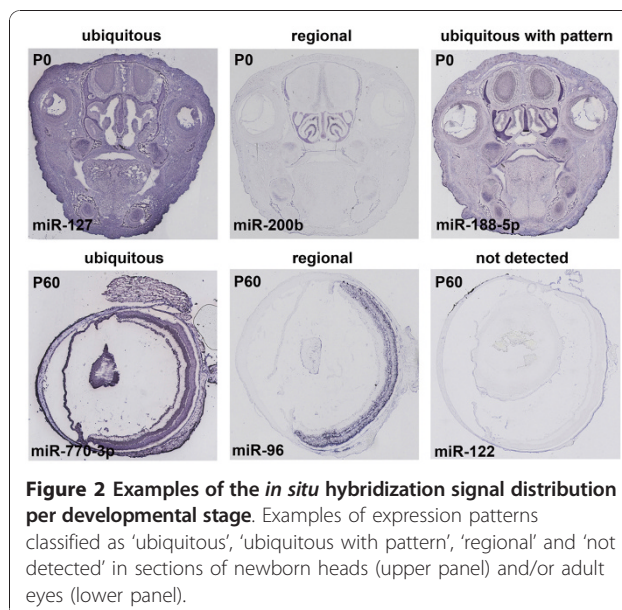 ubiquitous
regional
ubiquitous with pattern
P0
P0
P0
miR-127
miR-200b
miR-188-5p
ubiquitous
regional
not detected
P60
P60
P60
miR-770-3p
miR-96
miR-122
Figure 2 Examples of the in situ hybridization signal distribution
per developmental stage. Examples of expression patterns
classified as ‘ubiquitous’, ‘ubiquitous with pattern’, ‘regional’ and ‘not
detected’ in sections of newborn heads (upper panel) and/or adult
eyes (lower panel).